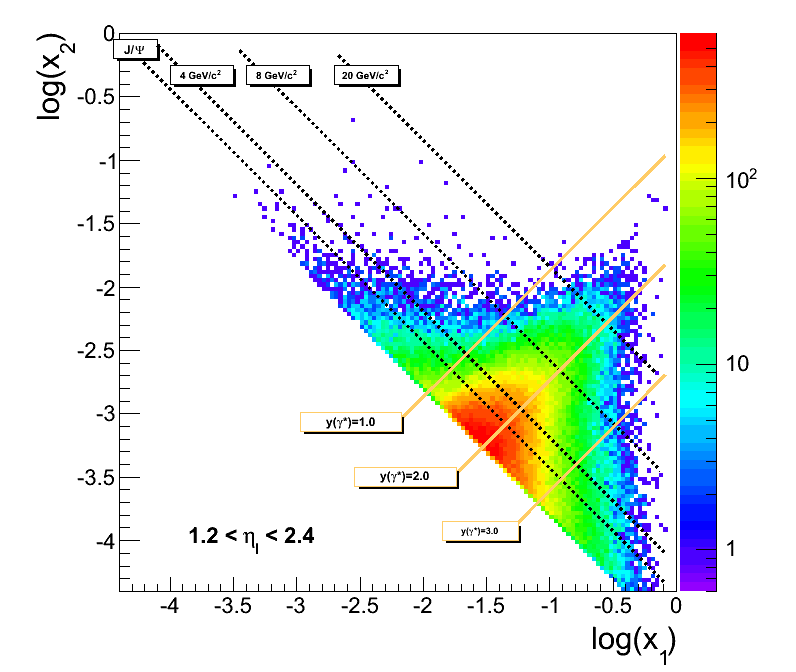 log(x2)
0
-0.5
-1
-1.5
-2
-2.5
-3
-3.5
-4
J/Ψ
4 GeV/c²
8 GeV/c²
20 GeV/c²
y(γ*)=1.0
y(γ*)=2.0
y(γ*)=3.0
1.2 < ηl < 2.4
-4 -3.5 -3 -2.5 -2 -1.5 -1 -0.5 0
log(x1)
10²
10
1